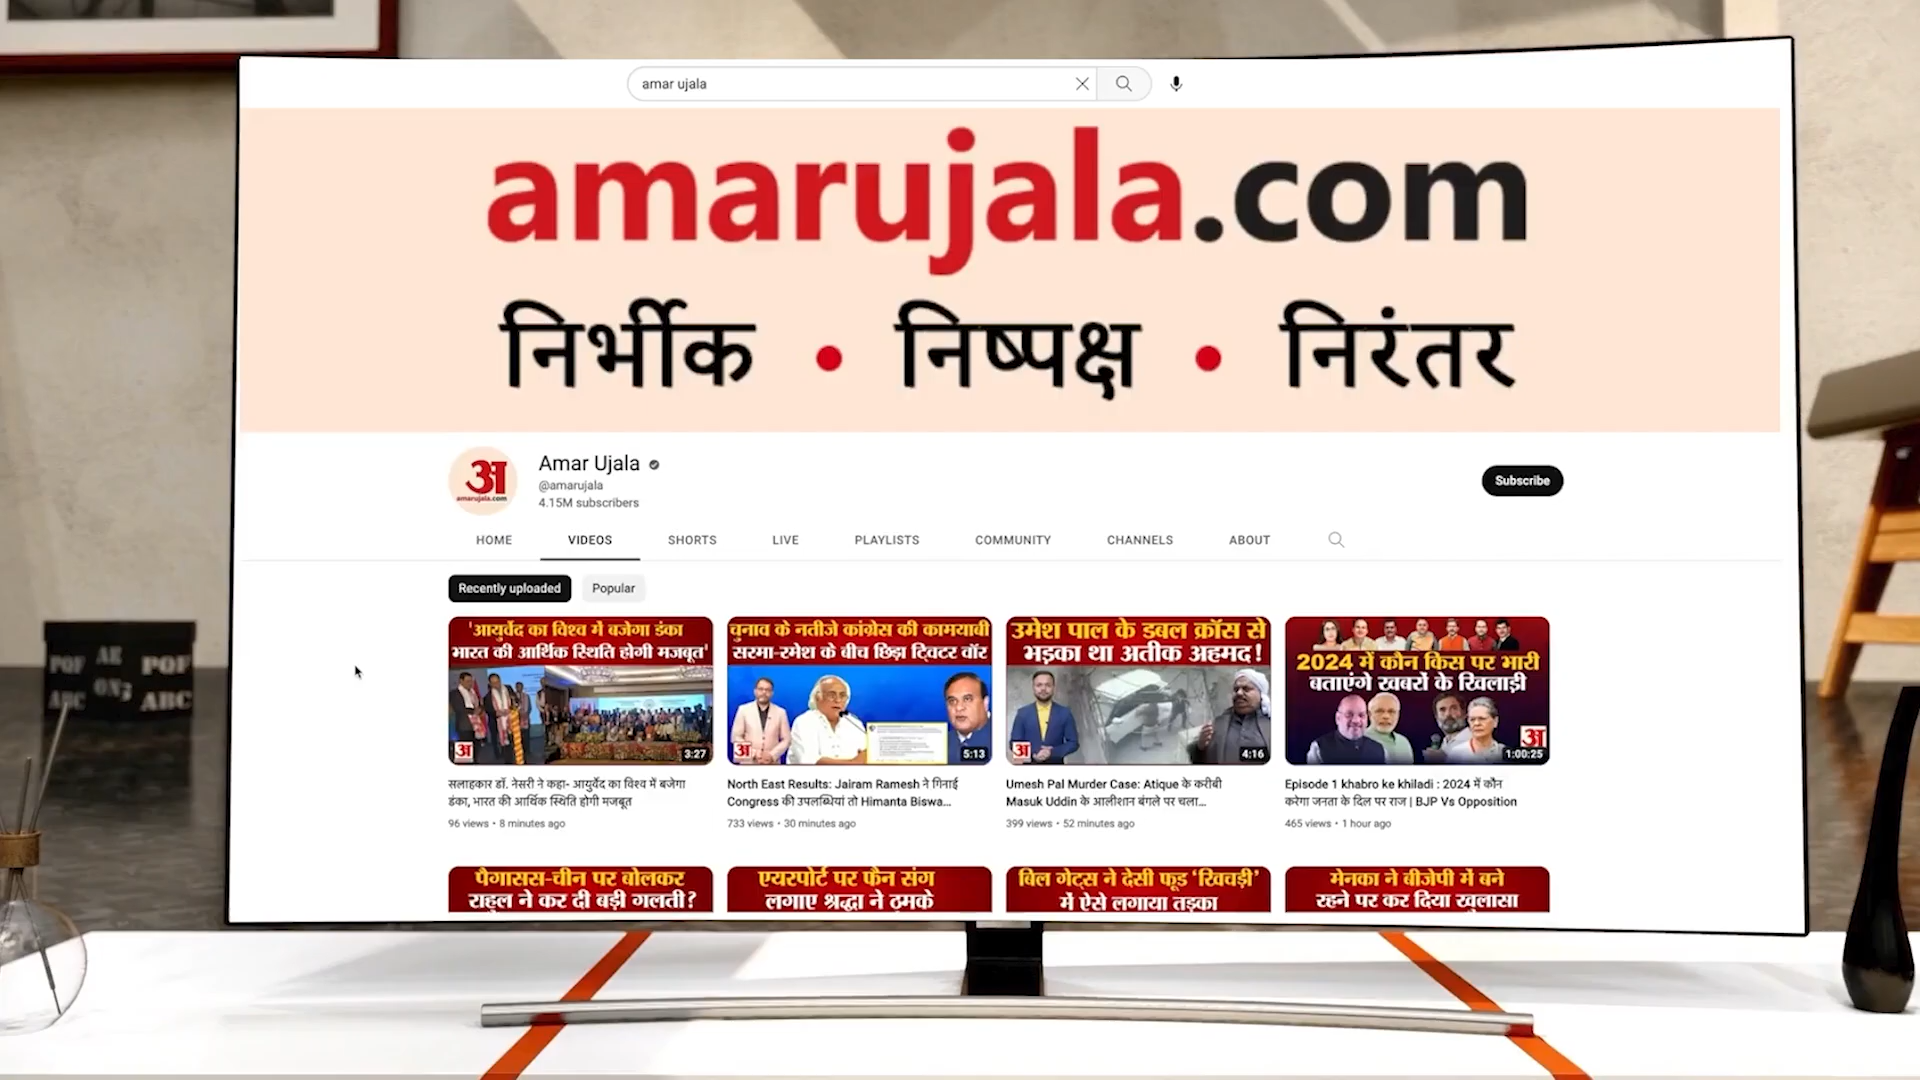 amar ujala
amarujala.com
निर्भीक • निष्पक्ष • निरंतर
अ
amarujala.com
Amar Ujala
@amarujala
4.15M subscribers
Subscribe
HOME VIDEOS SHORTS LIVE PLAYLISTS COMMUNITY CHANNELS ABOUT
Recently uploaded Popular
'आयुर्वेद का विश्व में बजेगा डंका
भारत की आर्थिक स्थिति होगी मजबूत'
अ
3:27
सलाहकार डॉ. नेसरी ने कहा- आयुर्वेद का विश्व में बजेगा
डंका, भारत की आर्थिक स्थिति होगी मजबूत
96 views • 8 minutes ago
चुनाव के नतीजे कांग्रेस की कामयाबी
सरमा-रमेश के बीच छिड़ा ट्विटर वॉर
अ
5:13
North East Results: Jairam Ramesh ने गिनाई
Congress की उपलब्धियां तो Himanta Biswa...
733 views • 30 minutes ago
उमेश पाल के डबल क्रॉस से
भड़का था अतीक अहमद!
अ
4:16
Umesh Pal Murder Case: Atique के करीबी
Masuk Uddin के आलीशान बंगले पर चला...
399 views • 52 minutes ago
2024 में कौन किस पर भारी
बताएंगे खबरों के खिलाड़ी
अ
1:00:25
Episode 1 khabro ke khiladi : 2024 में कौन
करेगा जनता के दिल पर राज | BJP Vs Opposition
465 views • 1 hour ago
पैगासस-चीन पर बोलकर
राहुल ने कर दी बड़ी गलती?
एयरपोर्ट पर फैन संग
लगाए श्रद्धा ने ठुमके
बिल गेट्स ने देसी फूड 'खिचड़ी'
में ऐसे लगाया तड़का
मेनका ने बीजेपी में बने
रहने पर कर दिया खुलासा
POF
ABC
POF
ABC